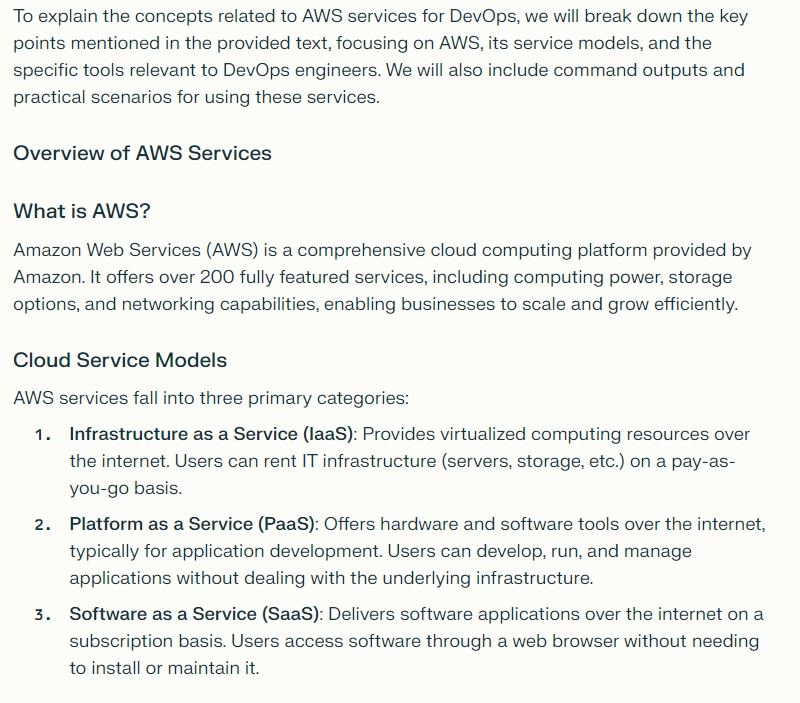 To explain the concepts related to AWS services for DevOps, we will break down the key
points mentioned in the provided text, focusing on AWS, its service models, and the
specific tools relevant to DevOps engineers. We will also include command outputs and
practical scenarios for using these services.
Overview of AWS Services
What is AWS?
Amazon Web Services (AWS) is a comprehensive cloud computing platform provided by
Amazon. It offers over 200 fully featured services, including computing power, storage
options, and networking capabilities, enabling businesses to scale and grow efficiently.
Cloud Service Models
AWS services fall into three primary categories:
1. Infrastructure as a Service (IaaS): Provides virtualized computing resources over
the internet. Users can rent IT infrastructure (servers, storage, etc.) on a pay-as-
you-go basis.
2. Platform as a Service (PaaS): Offers hardware and software tools over the internet,
typically for application development. Users can develop, run, and manage
applications without dealing with the underlying infrastructure.
3. Software as a Service (SaaS): Delivers software applications over the internet on a
subscription basis. Users access software through a web browser without needing
to install or maintain it.